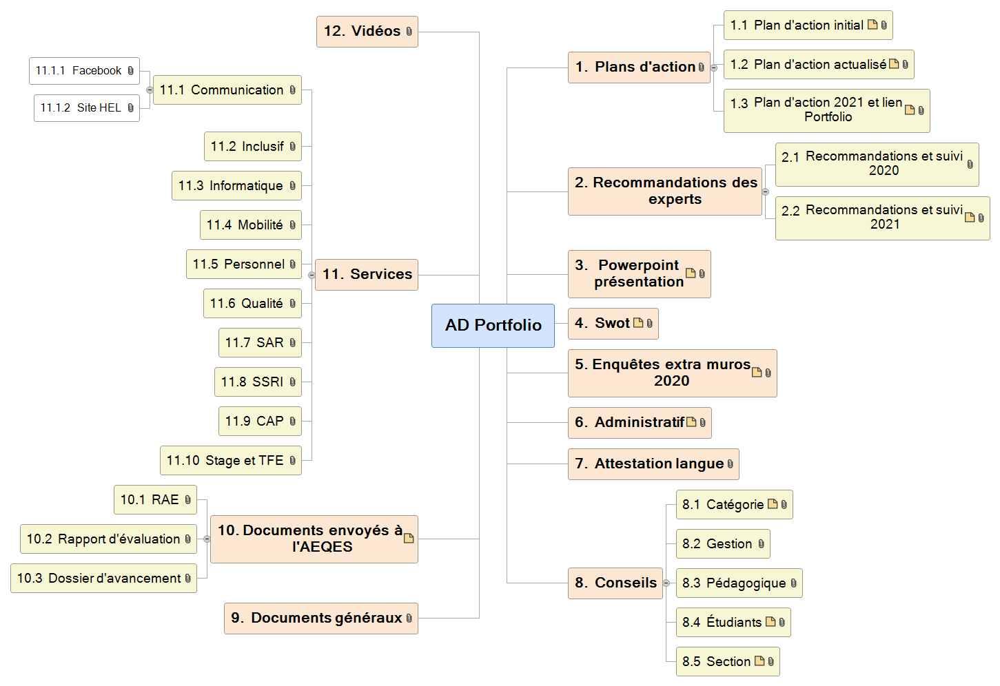 AD Portfolio
1. Plans d'action
1.1 Plan d'action initial
1.2 Plan d'action actualisé
1.3 Plan d'action 2021 et lien
Portfolio
2. Recommandations des
experts
2.1 Recommandations et suivi
2020
2.2 Recommandations et suivi
2021
3. Powerpoint
présentation
4. Swot
5. Enquêtes extra muros
2020
6. Administratif
7. Attestation langue
8. Conseils
8.1 Catégorie
8.2 Gestion
8.3 Pédagogique
8.4 Étudiants
8.5 Section
9. Documents généraux
10. Documents envoyés à
l'AEQES
10.1 RAE
10.2 Rapport d'évaluation
10.3 Dossier d'avancement
11. Services
11.1 Communication
11.1.1 Facebook
11.1.2 Site HEL
11.2 Inclusif
11.3 Informatique
11.4 Mobilité
11.5 Personnel
11.6 Qualité
11.7 SAR
11.8 SSRI
11.9 CAP
11.10 Stage et TFE
12. Vidéos